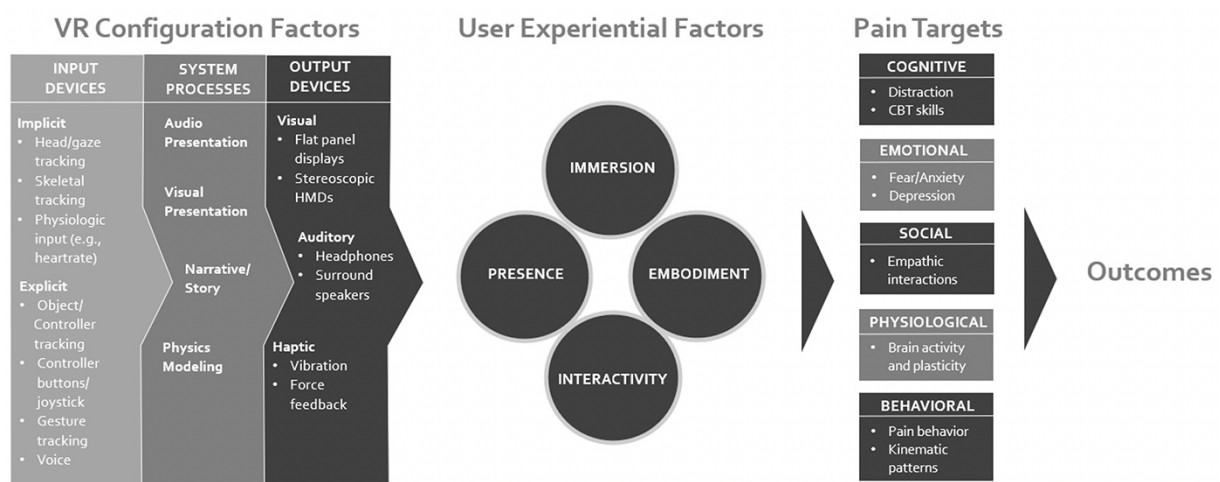 VR Configuration Factors
INPUT
DEVICES
Implicit
• Head/gaze
tracking
• Skeletal
tracking
• Physiologic
input (e.g.,
heartrate)
Explicit
• Object/
Controller
tracking
• Controller
buttons/
joystick
• Gesture
tracking
• Voice
SYSTEM
PROCESSES
Audio
Presentation
Visual
Presentation
Narrative/
Story
Physics
Modeling
OUTPUT
DEVICES
Visual
• Flat panel
displays
• Stereoscopic
HMDs
Auditory
• Headphones
• Surround
speakers
Haptic
• Vibration
• Force
feedback
User Experiential Factors
IMMERSION
PRESENCE
EMBODIMENT
INTERACTIVITY
Pain Targets
COGNITIVE
• Distraction
• CBT skills
EMOTIONAL
• Fear/Anxiety
• Depression
SOCIAL
• Empathic
interactions
PHYSIOLOGICAL
• Brain activity
and plasticity
BEHAVIORAL
• Pain behavior
• Kinematic
patterns
Outcomes